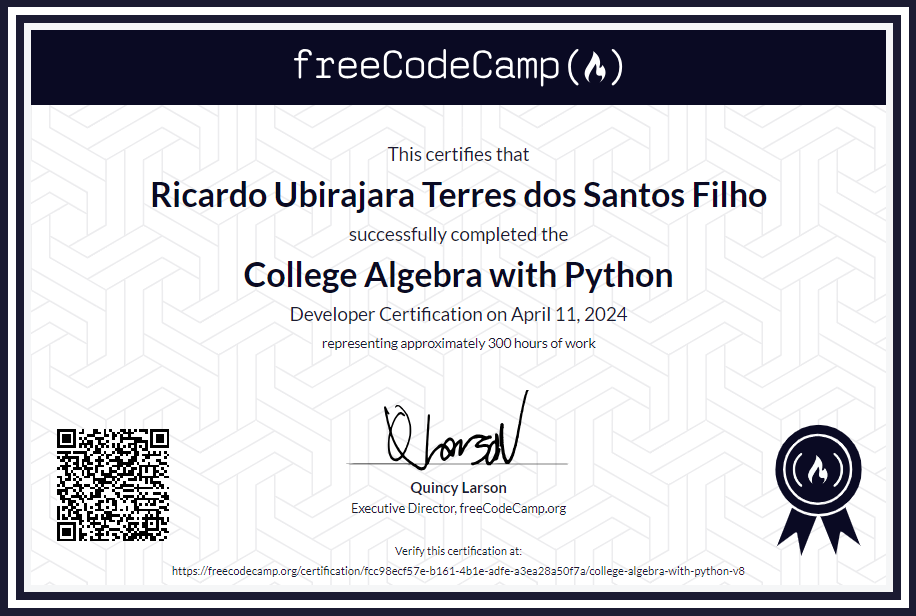 freeCodeCamp(🔥)
This certifies that
Ricardo Ubirajara Terres dos Santos Filho
successfully completed the
College Algebra with Python
Developer Certification on April 11, 2024
representing approximately 300 hours of work
QLarson
Quincy Larson
Executive Director, freeCodeCamp.org
Verify this certification at:
https://freecodecamp.org/certification/fcc98ecf57e-b161-4b1e-adfe-a3ea28a50f7a/college-algebra-with-python-v8